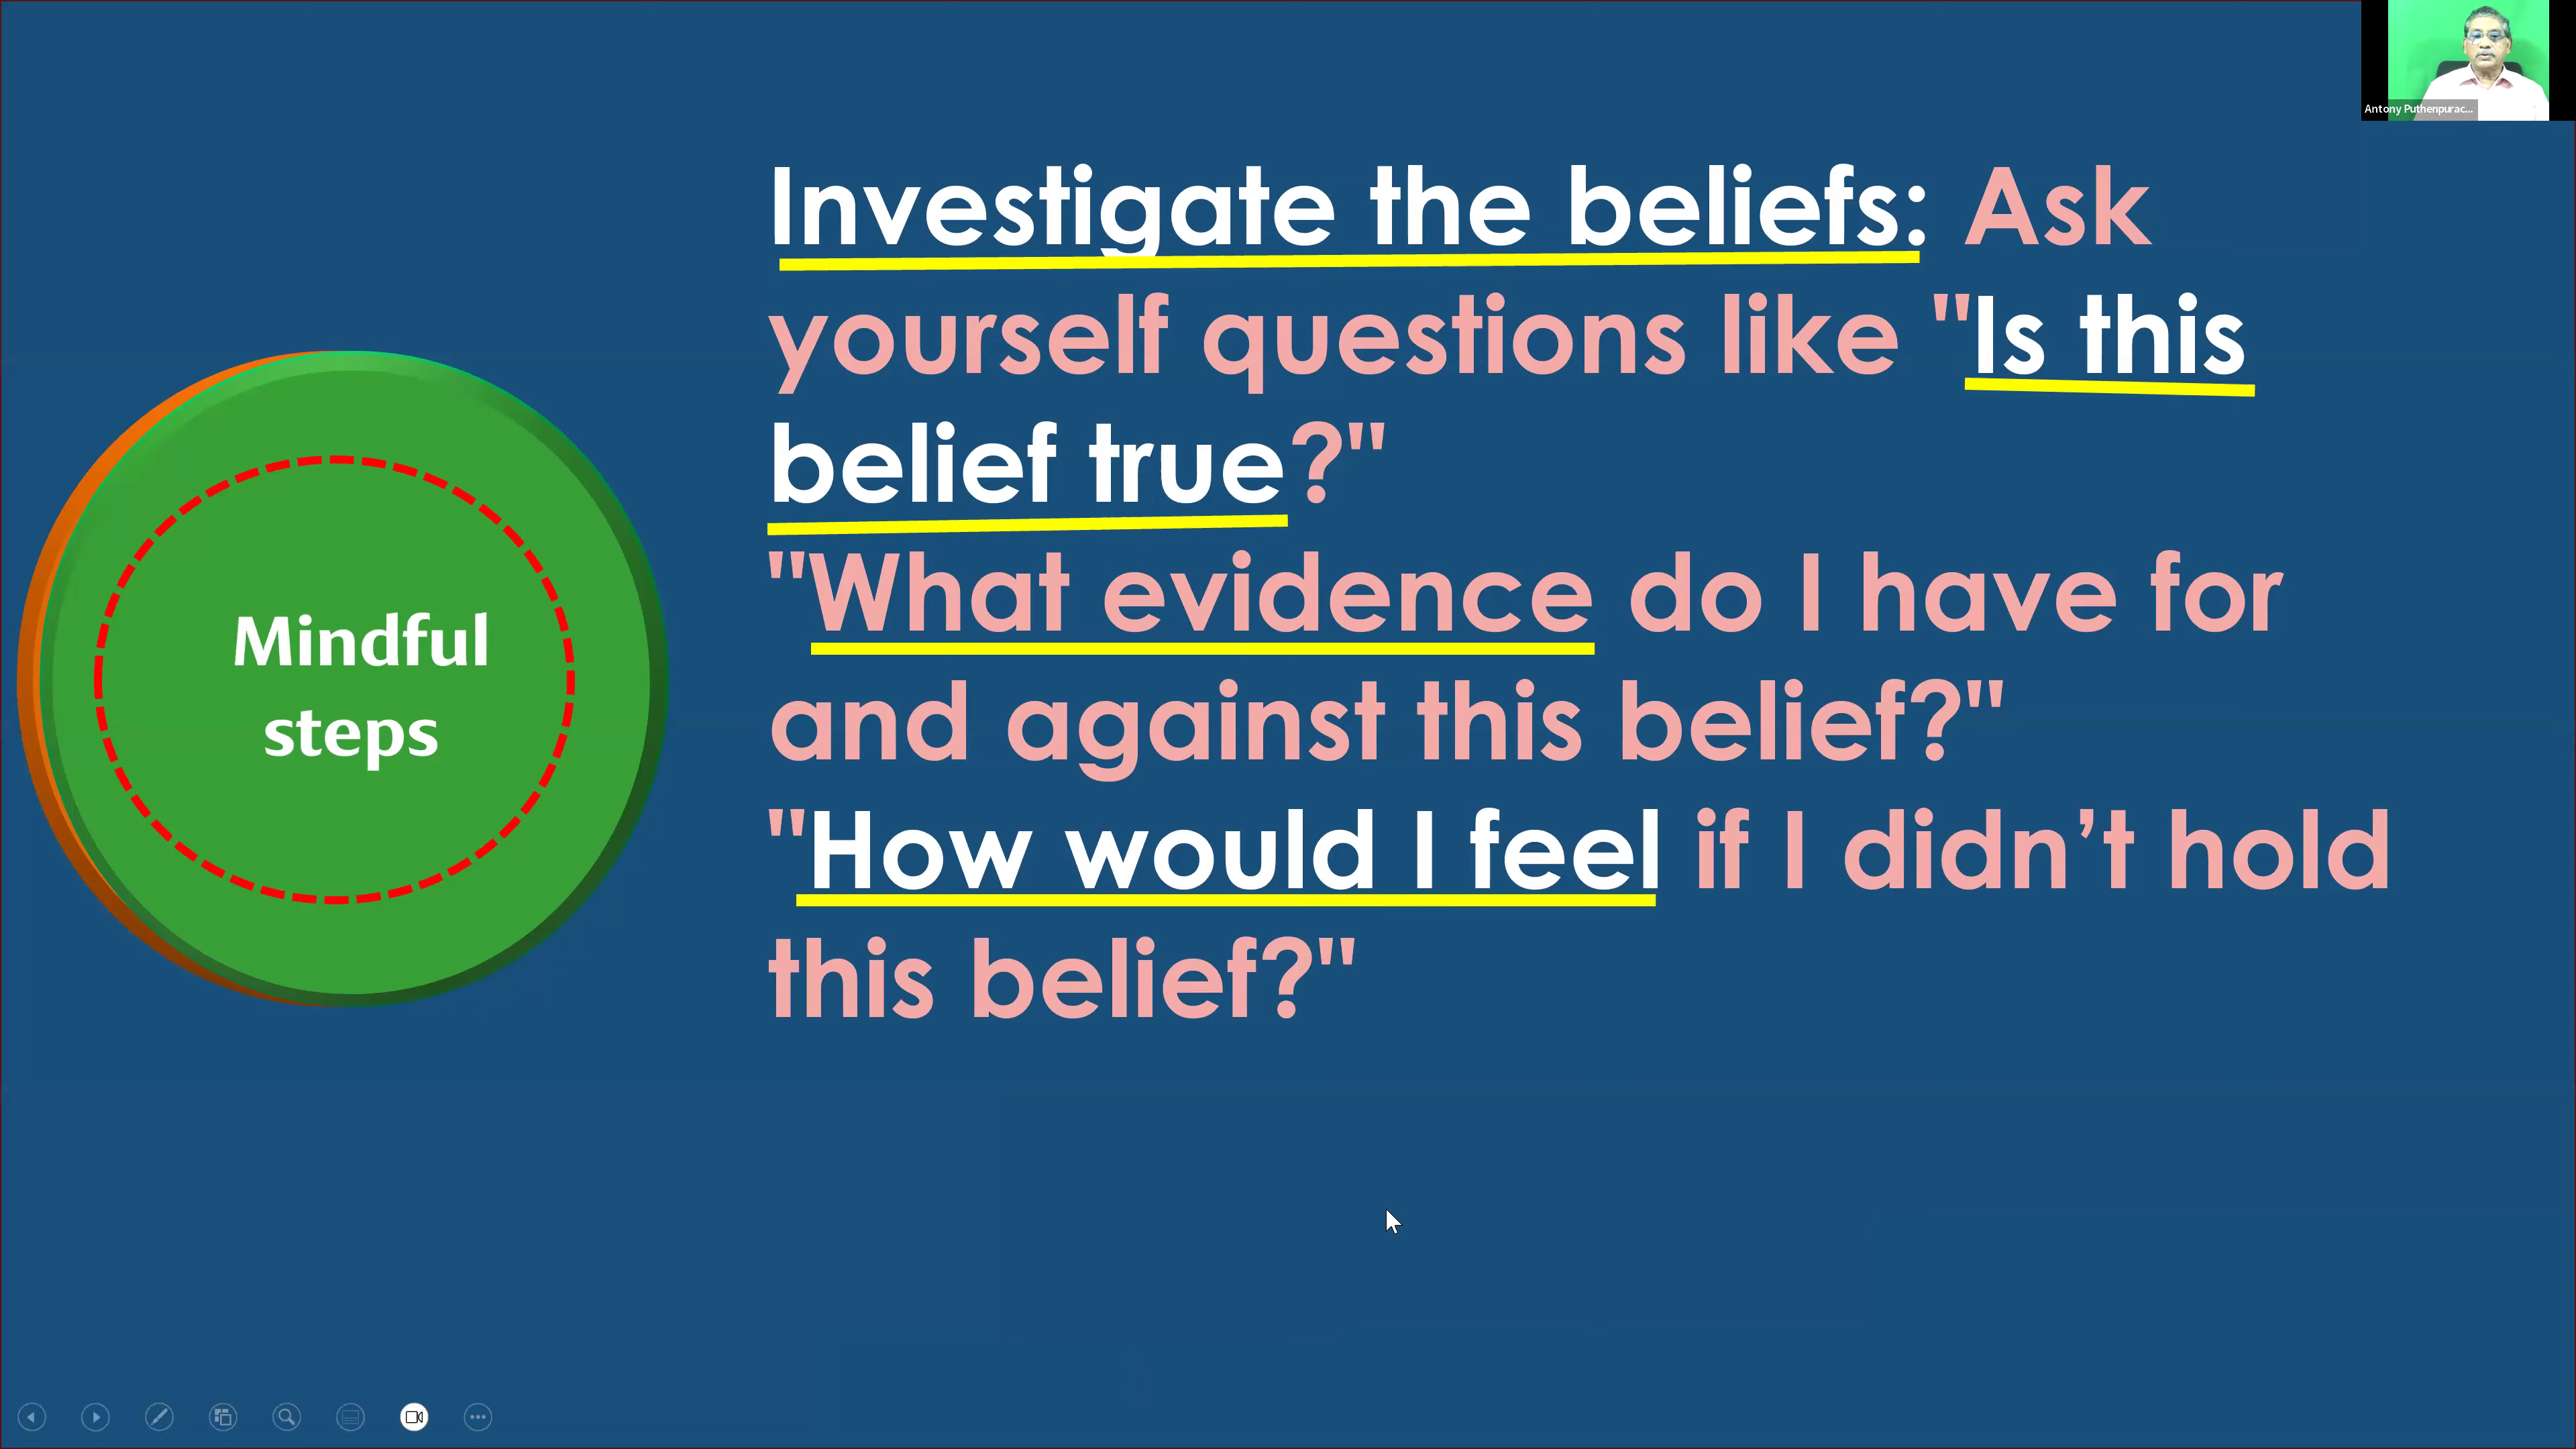 Antony Puthenpurac...
Investigate the beliefs: Ask
yourself questions like "Is this
belief true?"
"What evidence do I have for
and against this belief?"
"How would I feel if I didn’t hold
this belief?"
Mindful
steps